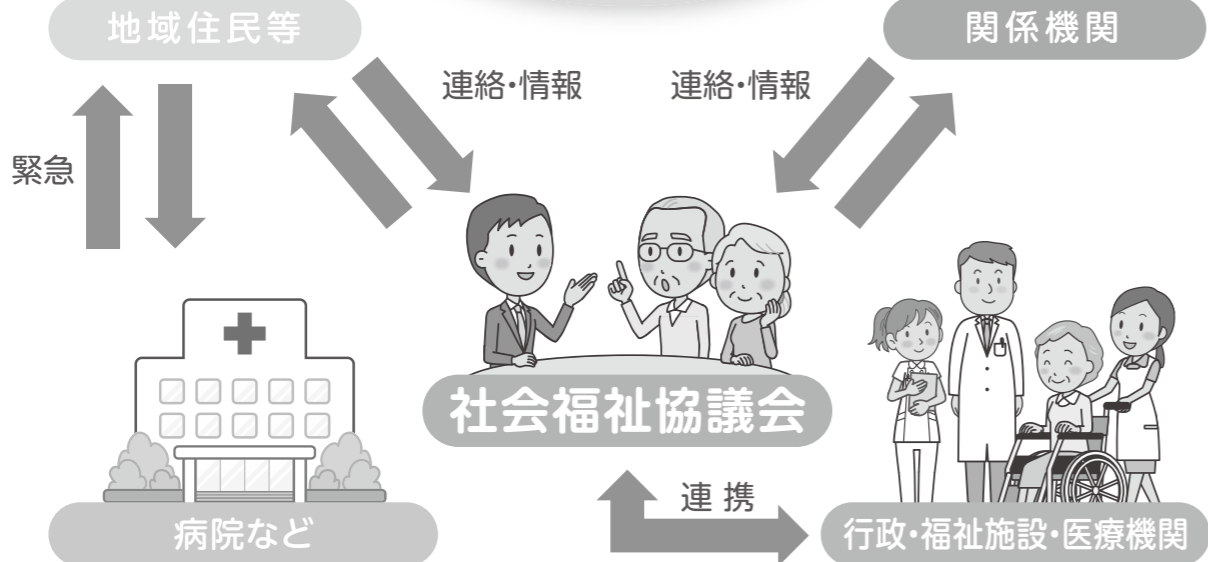 地域住民等
関係機関
連絡・情報
連絡・情報
緊急
社会福祉協議会
連携
病院など
行政・福祉施設・医療機関